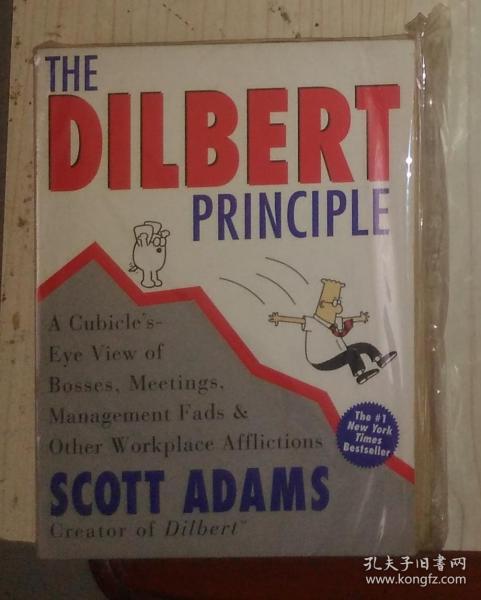 THE
DILBERT
PRINCIPLE
A Cubicle's-
Eye View of
Bosses, Meetings,
Management Fads &
Other Workplace Afflictions
The #1
New York
Times
Bestseller
SCOTT ADAMS
Creator of Dilbert™
孔夫子旧书网
www.kongfz.com